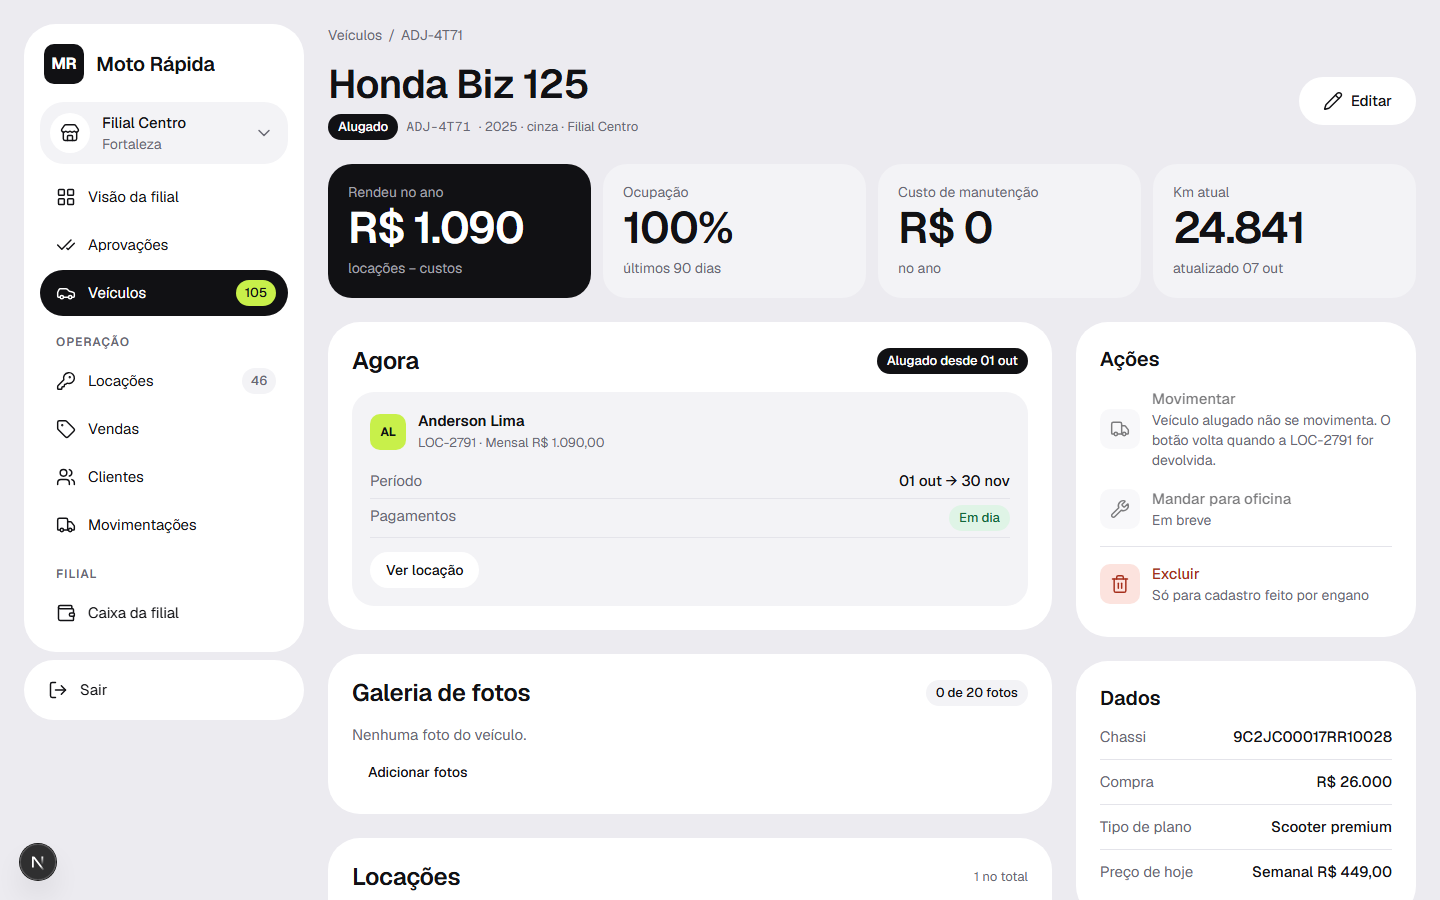 MR Moto Rápida
Filial Centro
Fortaleza
Visão da filial
Aprovações
Veículos 105
OPERAÇÃO
Locações 46
Vendas
Clientes
Movimentações
FILIAL
Caixa da filial
Sair
N
Veículos / ADJ-4T71
Honda Biz 125
Alugado ADJ-4T71 · 2025 · cinza · Filial Centro
Editar
Rendeu no ano
R$ 1.090
locações – custos
Ocupação
100%
últimos 90 dias
Custo de manutenção
R$ 0
no ano
Km atual
24.841
atualizado 07 out
Agora
Alugado desde 01 out
AL
Anderson Lima
LOC-2791 · Mensal R$ 1.090,00
Período 01 out → 30 nov
Pagamentos Em dia
Ver locação
Galeria de fotos
0 de 20 fotos
Nenhuma foto do veículo.
Adicionar fotos
Locações
1 no total
Ações
Movimentar
Veículo alugado não se movimenta. O
botão volta quando a LOC-2791 for
devolvida.
Mandar para oficina
Em breve
Excluir
Só para cadastro feito por engano
Dados
Chassi 9C2JC00017RR10028
Compra R$ 26.000
Tipo de plano Scooter premium
Preço de hoje Semanal R$ 449,00